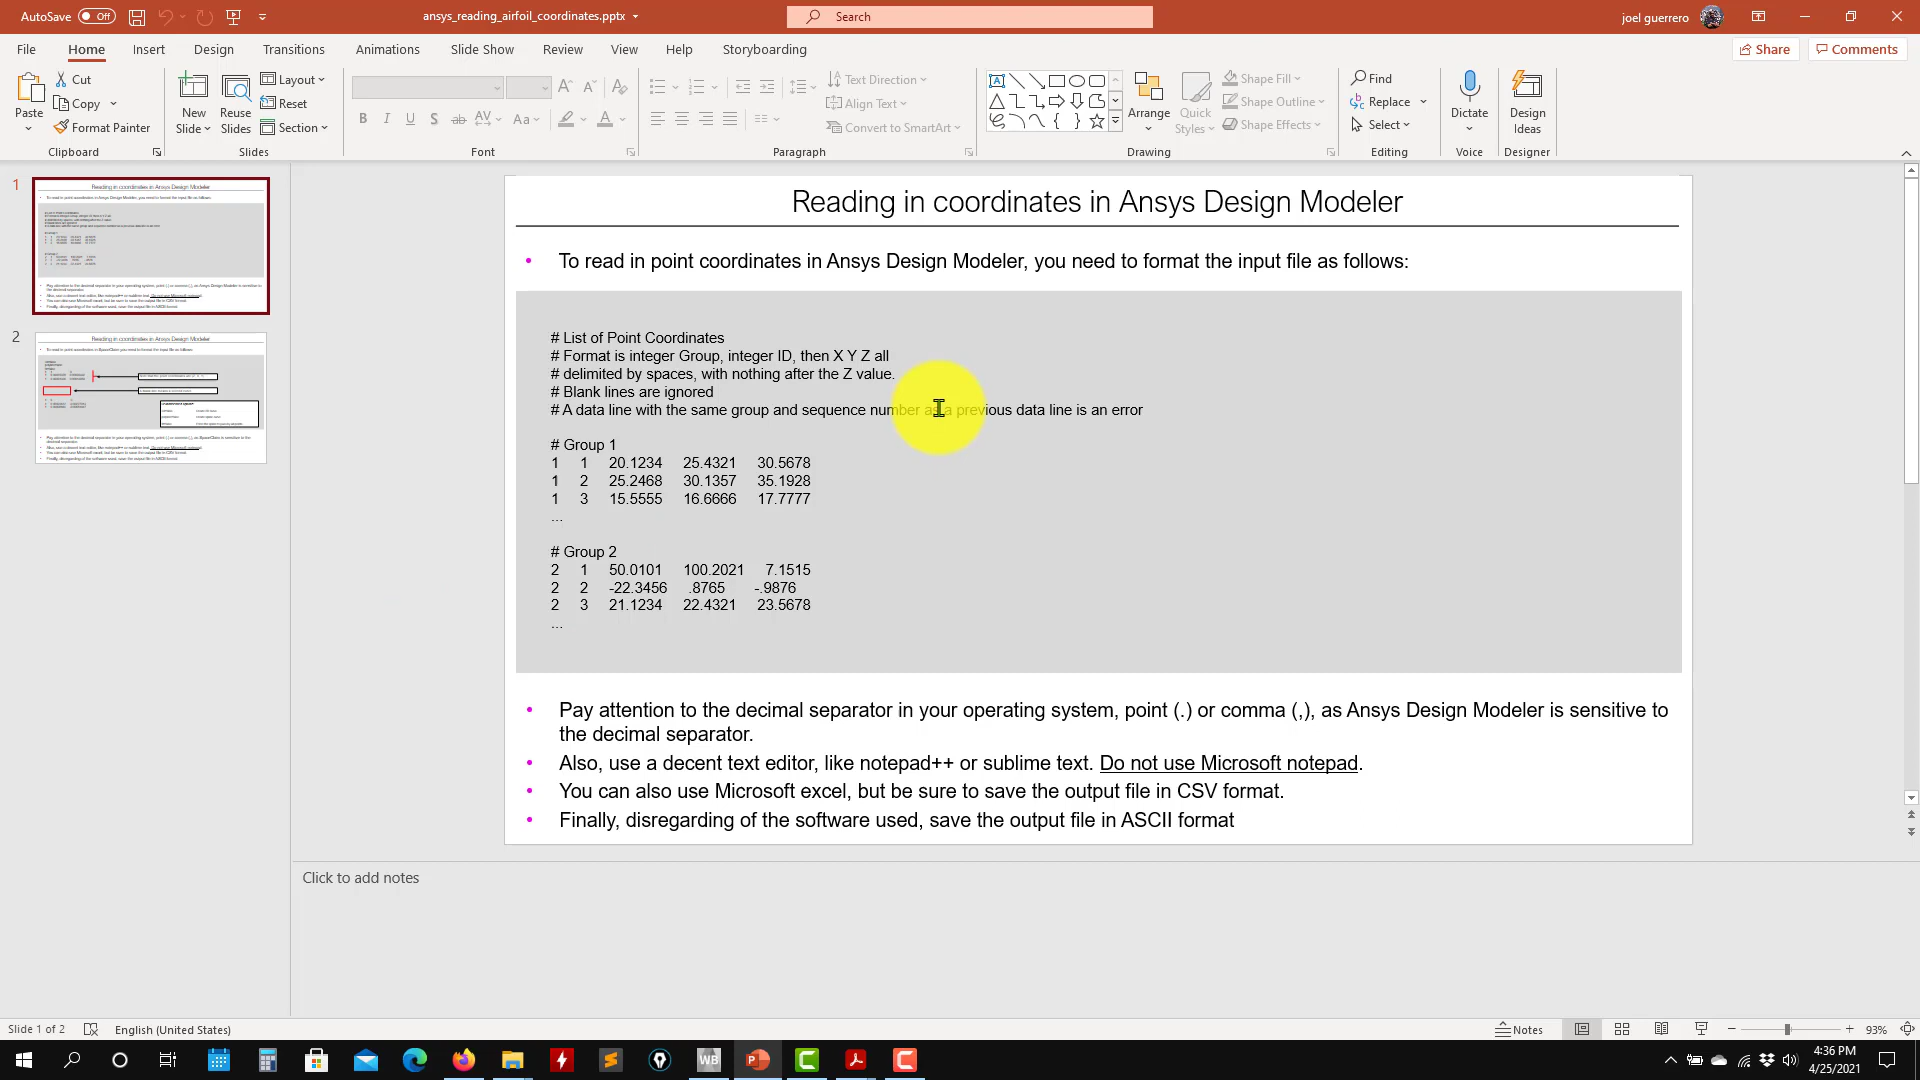 AutoSave Off ansys_reading_airfoil_coordinates.pptx Search joel guerrero
File Home Insert Design Transitions Animations Slide Show Review View Help Storyboarding Share Comments
Paste Cut Copy Format Painter Clipboard
New Slide Reuse Slides Layout Reset Section Slides
B I U S ab AV Aa A Font
Text Direction Align Text Convert to SmartArt Paragraph
Arrange Quick Styles Shape Fill Shape Outline Shape Effects Drawing
Find Replace Select Editing
Dictate Voice
Design Ideas Designer
1
2
Reading in coordinates in Ansys Design Modeler
• To read in point coordinates in Ansys Design Modeler, you need to format the input file as follows:
# List of Point Coordinates
# Format is integer Group, integer ID, then X Y Z all
# delimited by spaces, with nothing after the Z value.
# Blank lines are ignored
# A data line with the same group and sequence number as a previous data line is an error
# Group 1
1 1 20.1234 25.4321 30.5678
1 2 25.2468 30.1357 35.1928
1 3 15.5555 16.6666 17.7777
...
# Group 2
2 1 50.0101 100.2021 7.1515
2 2 -22.3456 .8765 -.9876
2 3 21.1234 22.4321 23.5678
...
• Pay attention to the decimal separator in your operating system, point (.) or comma (,), as Ansys Design Modeler is sensitive to
the decimal separator.
• Also, use a decent text editor, like notepad++ or sublime text. Do not use Microsoft notepad.
• You can also use Microsoft excel, but be sure to save the output file in CSV format.
• Finally, disregarding of the software used, save the output file in ASCII format
Click to add notes
Slide 1 of 2 English (United States) Notes 93%
WB
4:36 PM
4/25/2021